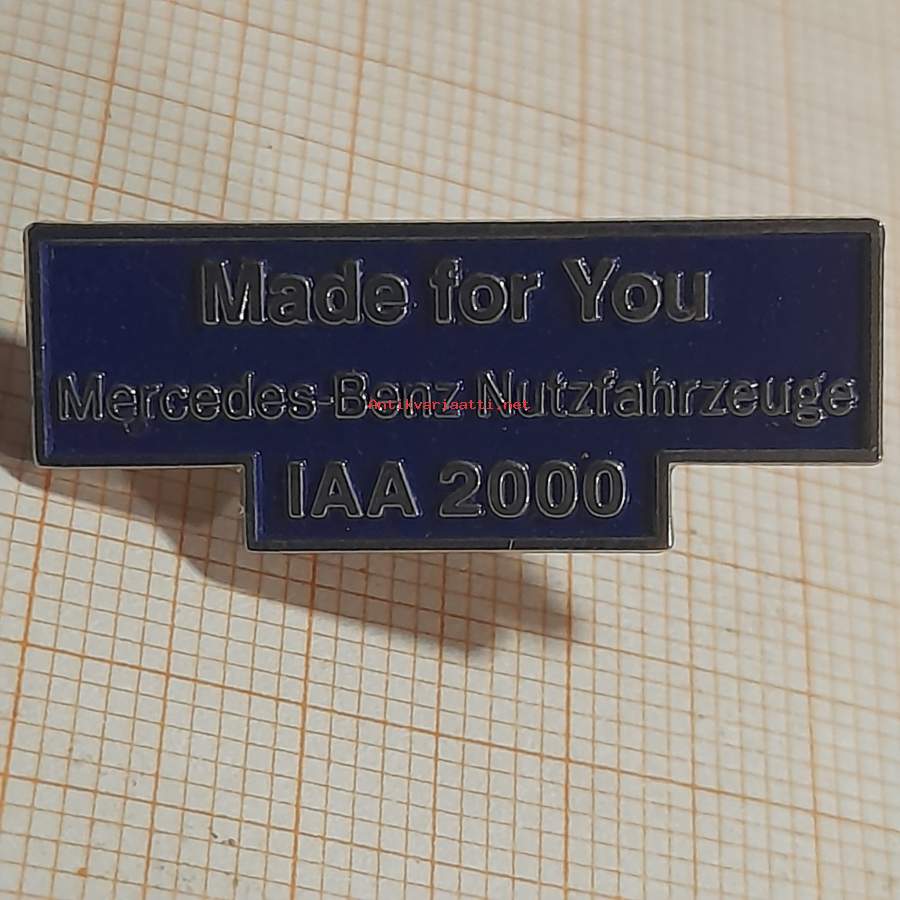 Made for You
Mercedes-Benz Nutzfahrzeuge
Antikvariaatti.net
IAA 2000